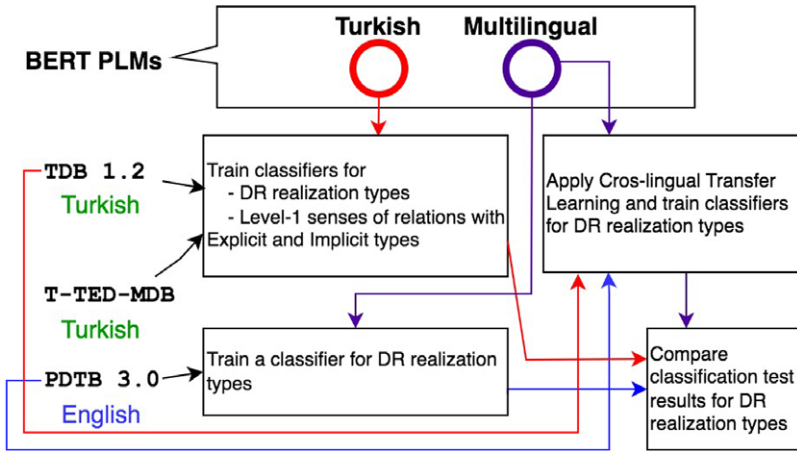 Turkish
Multilingual
BERT PLMs
TDB 1.2
Turkish
T-TED-MDB
Turkish
PDTB 3.0
English
Train classifiers for
- DR realization types
- Level-1 senses of relations with
Explicit and Implicit types
Apply Cros-lingual Transfer
Learning and train classifiers
for DR realization types
Train a classifier for DR realization
types
Compare
classification test
results for DR
realization types